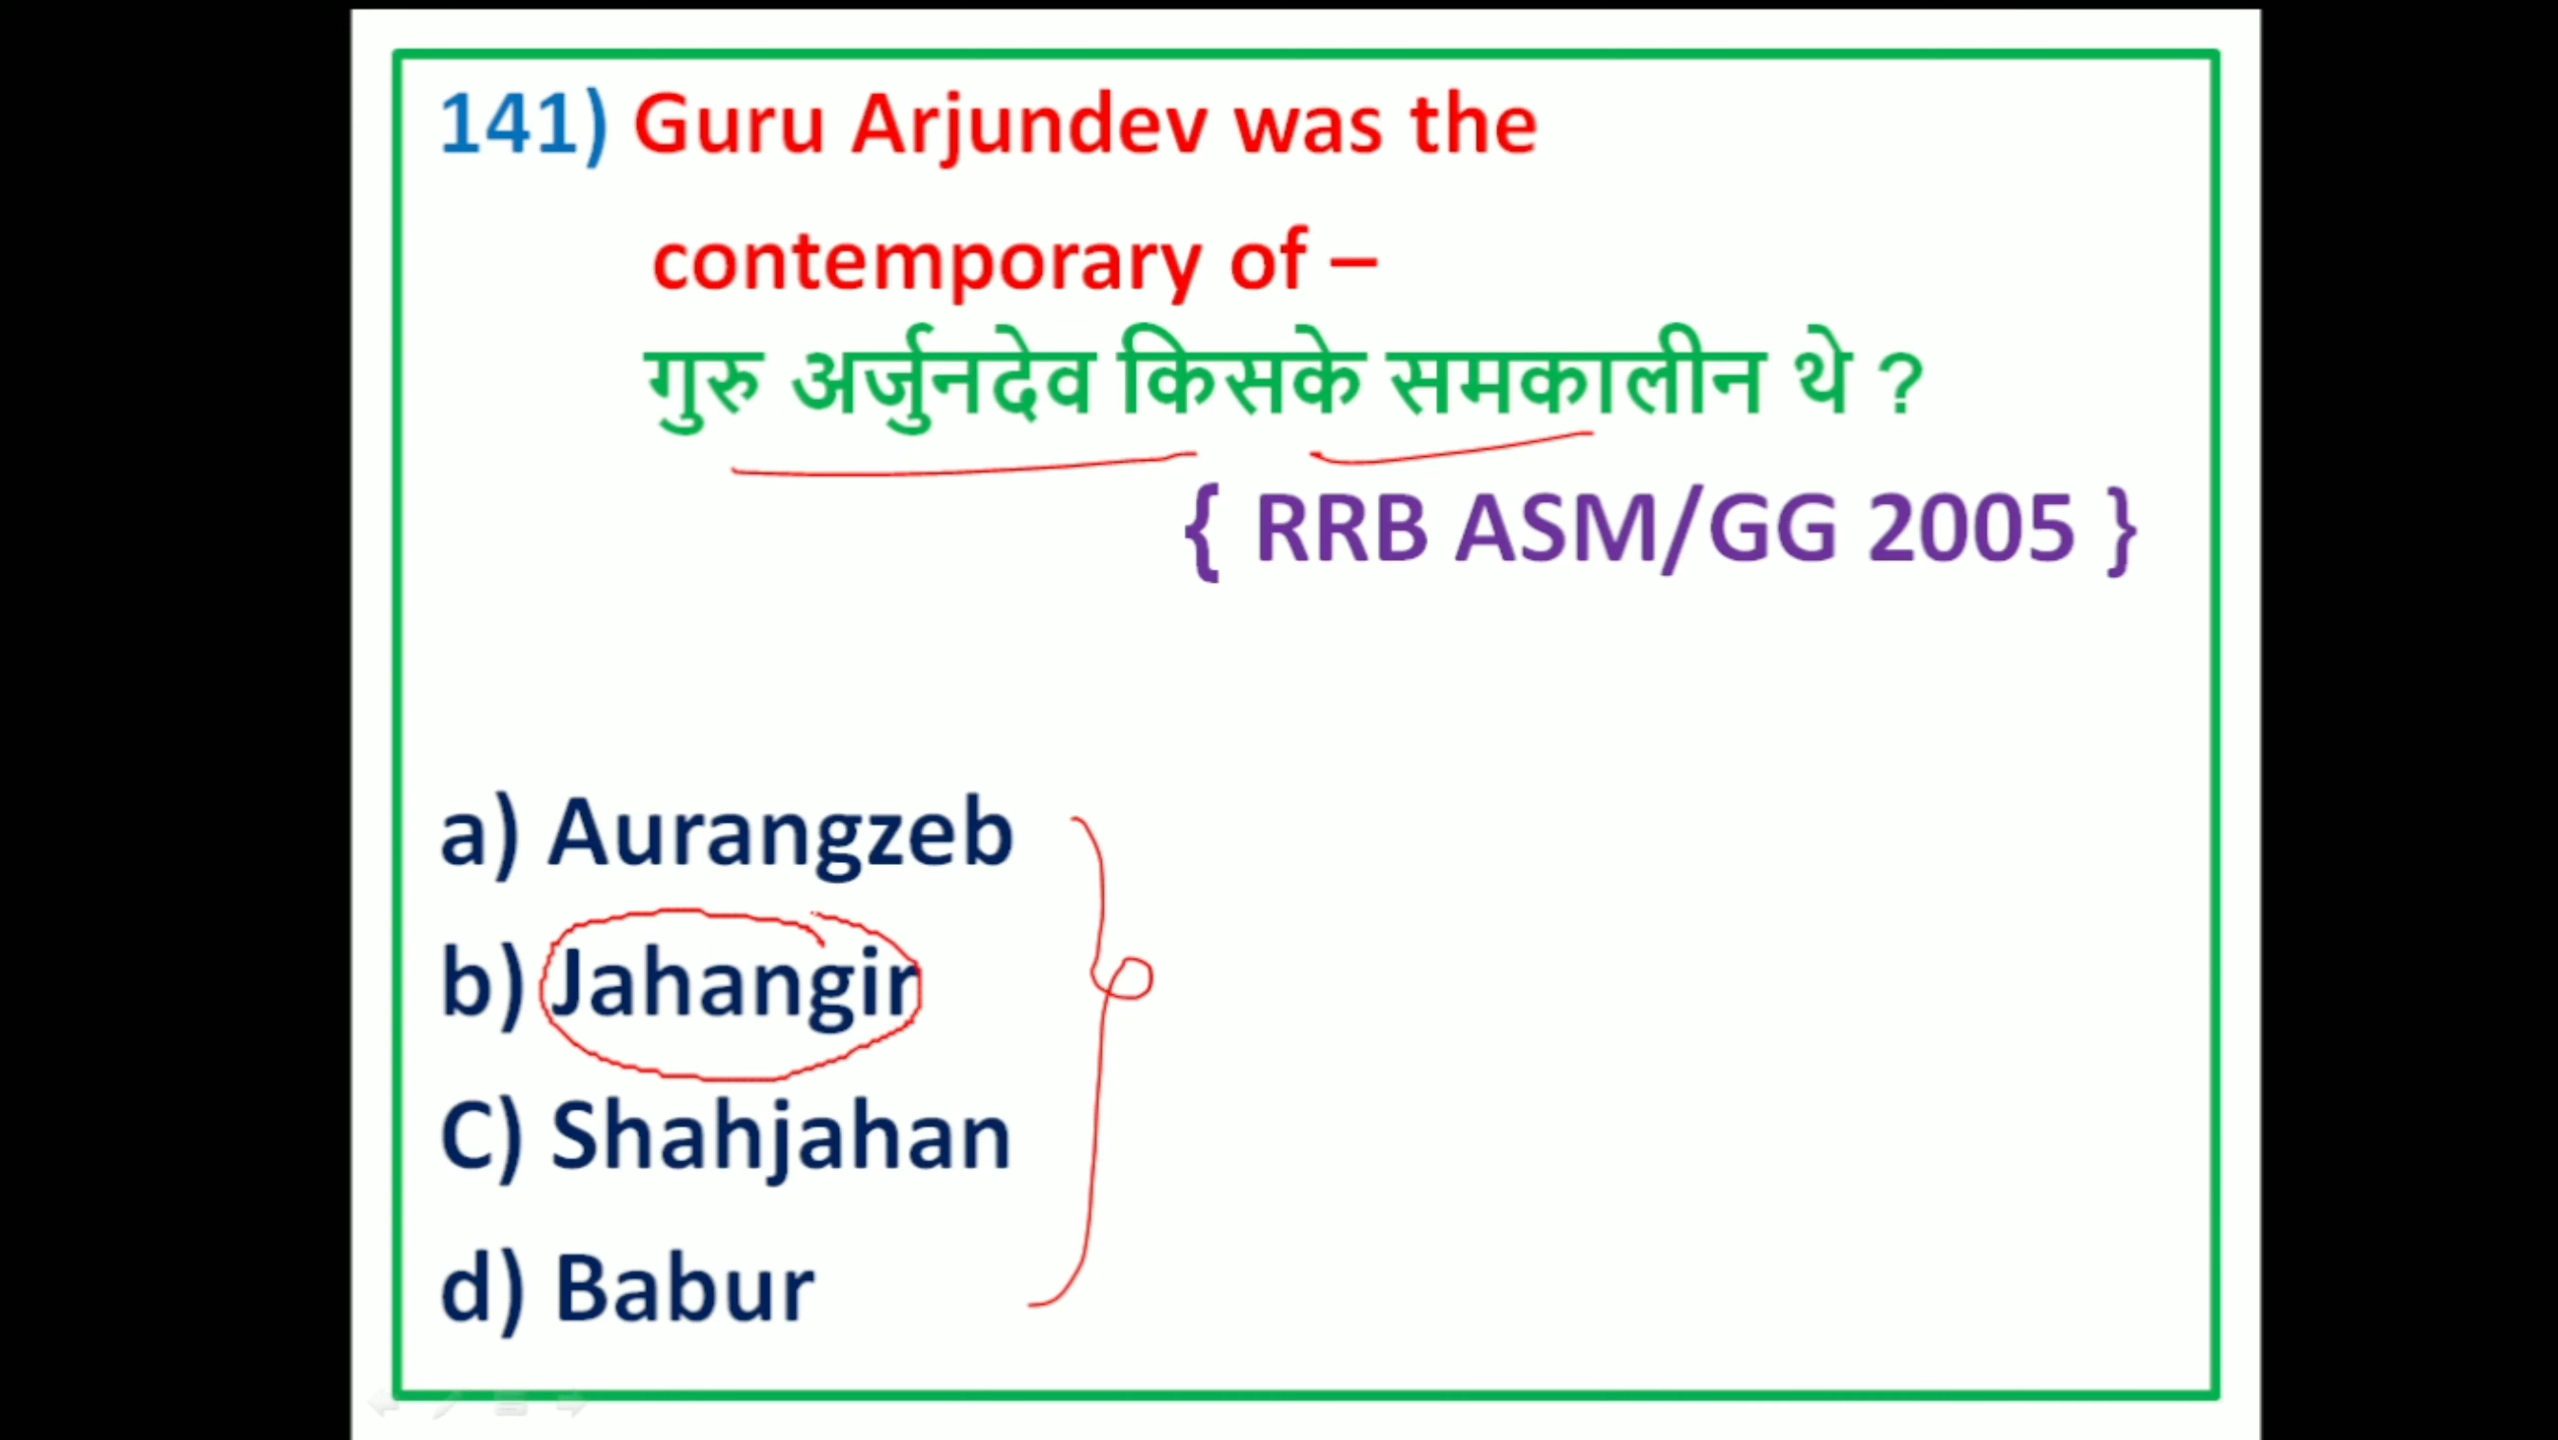 141) Guru Arjundev was the
contemporary of –
गुरु अर्जुनदेव किसके समकालीन थे ?
{ RRB ASM/GG 2005 }
a) Aurangzeb
b) Jahangir
C) Shahjahan
d) Babur